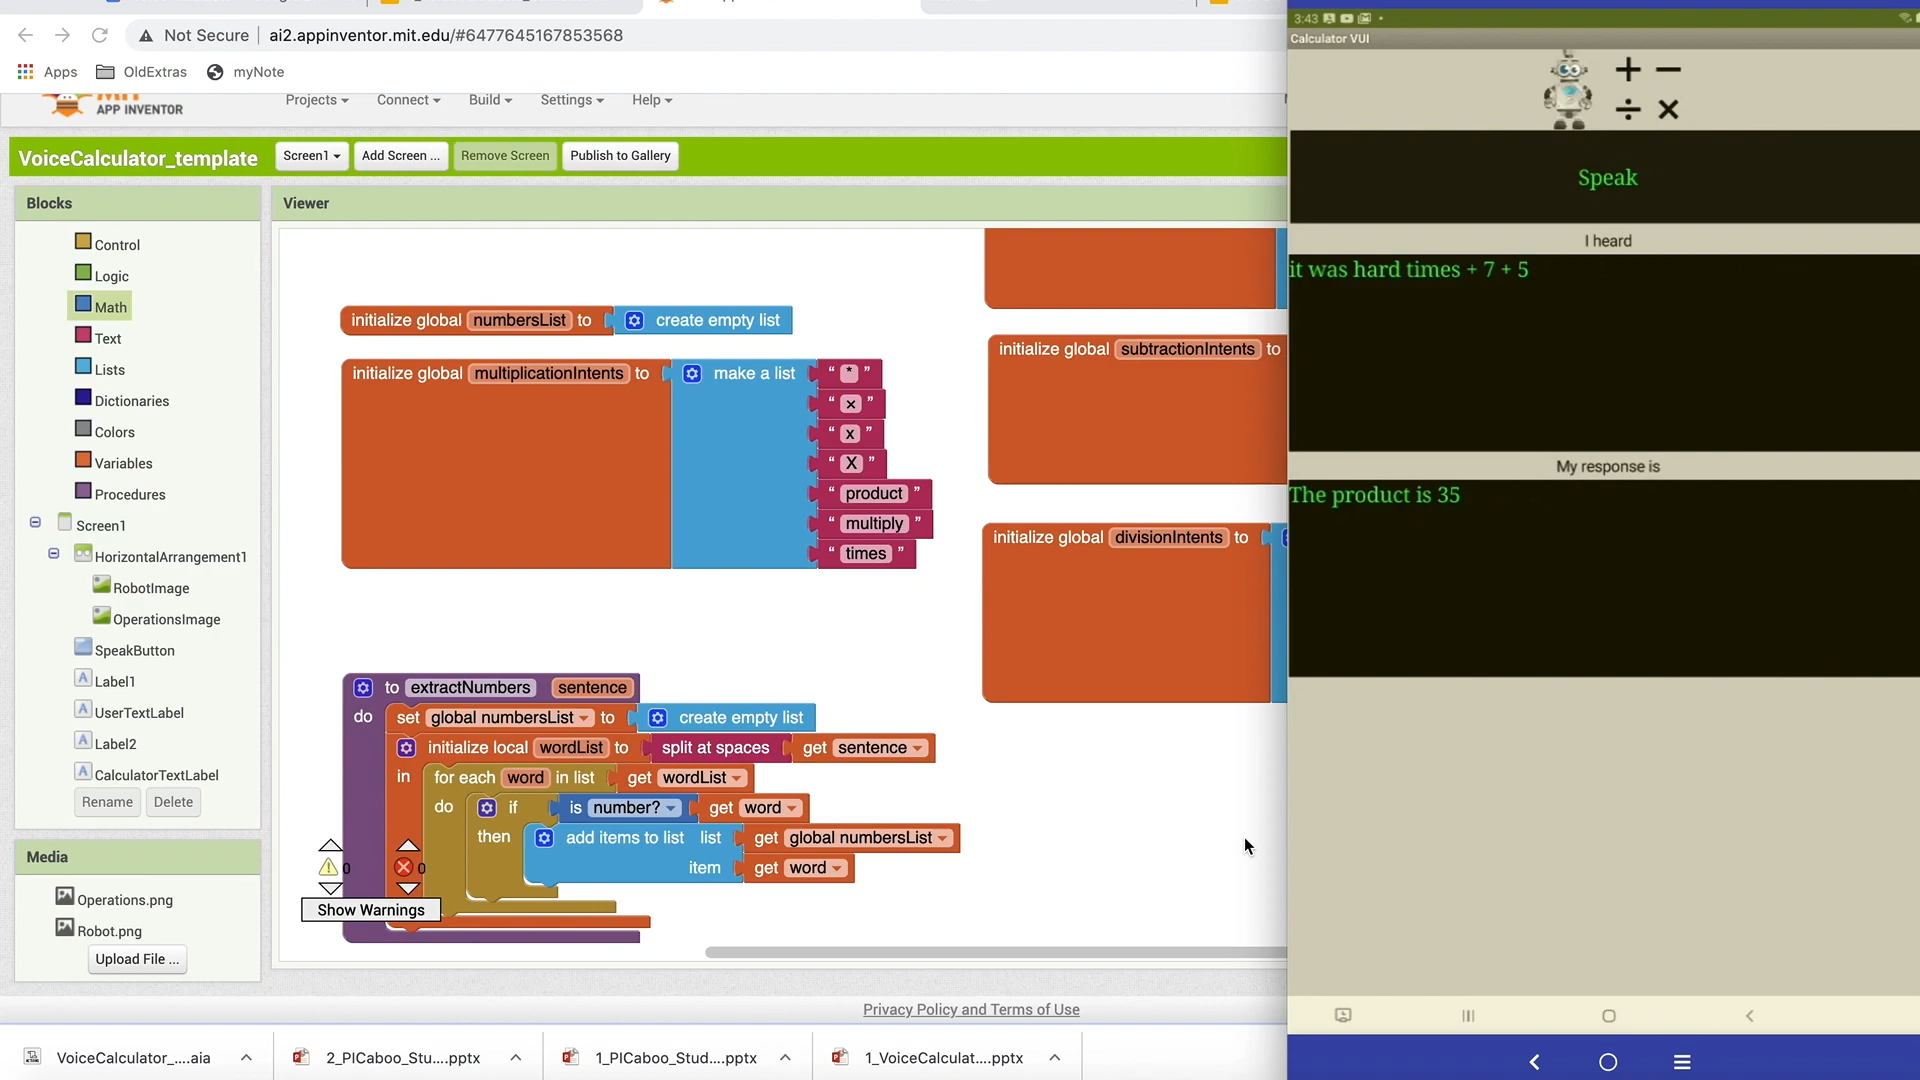 Not Secure | ai2.appinventor.mit.edu/#6477645167853568
Apps OldExtras myNote
APP INVENTOR
Projects Connect Build Settings Help
VoiceCalculator_template Screen1 Add Screen ... Remove Screen Publish to Gallery
Blocks
Control
Logic
Math
Text
Lists
Dictionaries
Colors
Variables
Procedures
Screen1
HorizontalArrangement1
RobotImage
OperationsImage
SpeakButton
Label1
UserTextLabel
Label2
CalculatorTextLabel
Rename Delete
Media
Operations.png
Robot.png
Upload File ...
Viewer
initialize global numbersList to create empty list
initialize global multiplicationIntents to make a list " * "
" × "
" x "
" X "
" product "
" multiply "
" times "
initialize global subtractionIntents to
initialize global divisionIntents to
to extractNumbers sentence
do set global numbersList to create empty list
initialize local wordList to split at spaces get sentence
in for each word in list get wordList
do if is number? get word
then add items to list list get global numbersList
item get word
0 0
Show Warnings
Privacy Policy and Terms of Use
VoiceCalculator_....aia 2_PICaboo_Stu....pptx 1_PICaboo_Stud....pptx 1_VoiceCalculat....pptx
3:43
Calculator VUI
+ −
÷ ×
Speak
I heard
it was hard times + 7 + 5
My response is
The product is 35